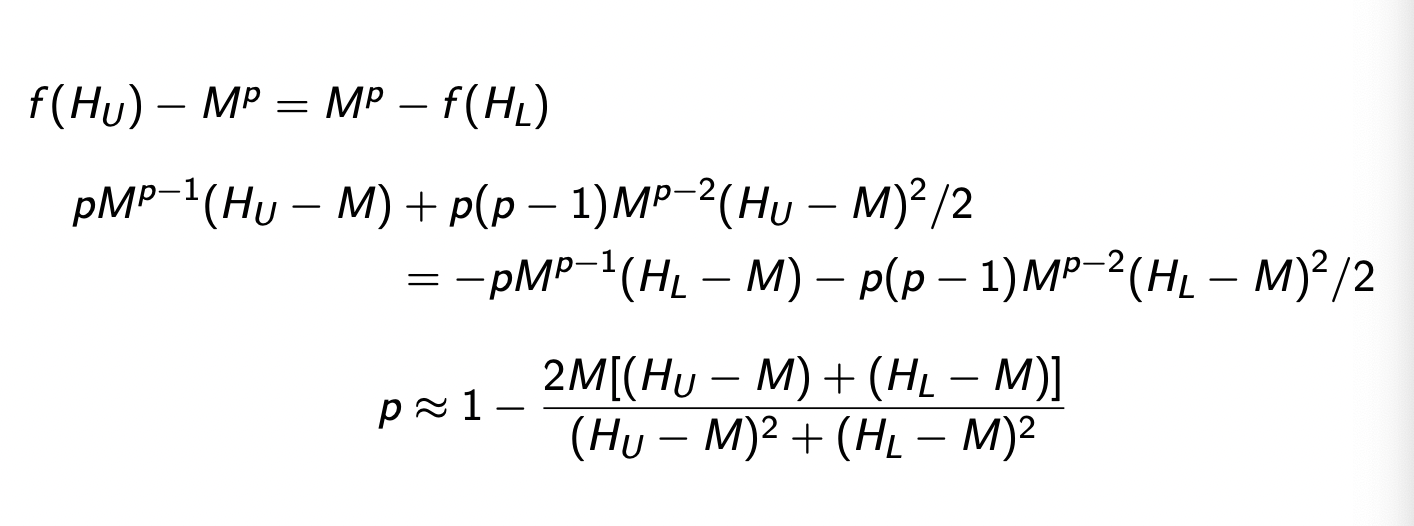 f(H_U) − M^p = M^p − f(H_L)
pM^{p−1}(H_U − M) + p(p − 1)M^{p−2}(H_U − M)^2/2
= −pM^{p−1}(H_L − M) − p(p − 1)M^{p−2}(H_L − M)^2/2
p ≈ 1 − \frac{2M[(H_U − M) + (H_L − M)]}{(H_U − M)^2 + (H_L − M)^2}